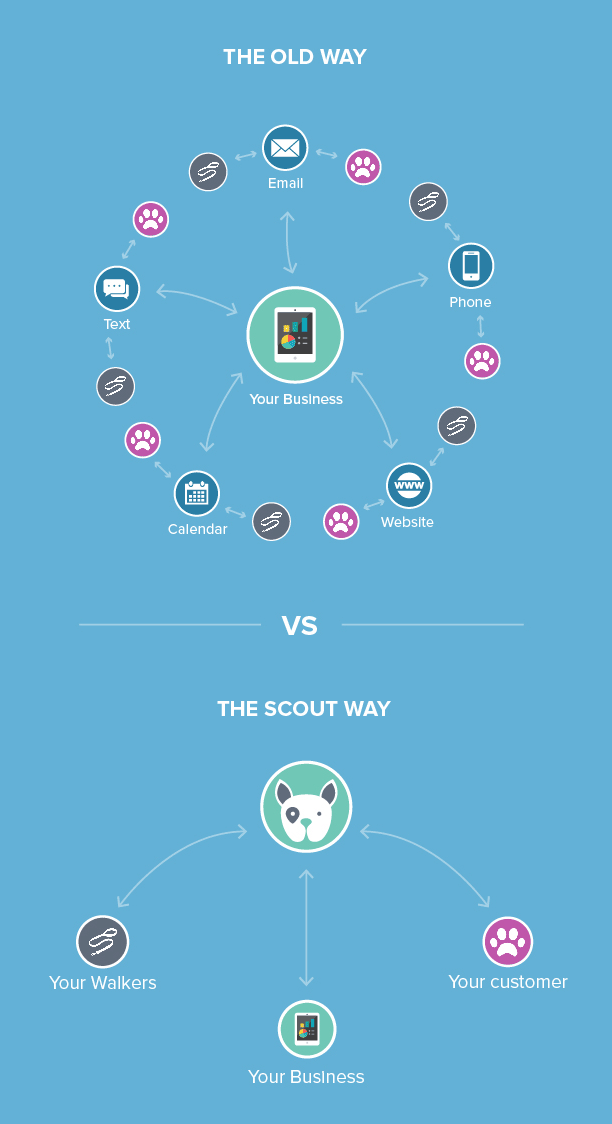 THE OLD WAY
Email
Phone
Text
Your Business
www
Website
Calendar
VS
THE SCOUT WAY
Your Walkers
Your customer
Your Business